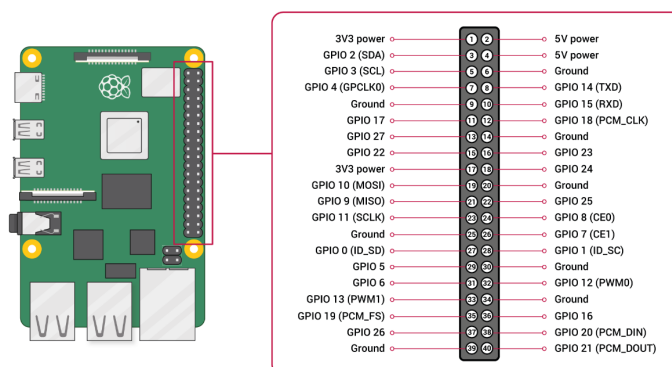 3V3 power 1 2 5V power
GPIO 2 (SDA) 3 4 5V power
GPIO 3 (SCL) 5 6 Ground
GPIO 4 (GPCLK0) 7 8 GPIO 14 (TXD)
Ground 9 10 GPIO 15 (RXD)
GPIO 17 11 12 GPIO 18 (PCM_CLK)
GPIO 27 13 14 Ground
GPIO 22 15 16 GPIO 23
3V3 power 17 18 GPIO 24
GPIO 10 (MOSI) 19 20 Ground
GPIO 9 (MISO) 21 22 GPIO 25
GPIO 11 (SCLK) 23 24 GPIO 8 (CE0)
Ground 25 26 GPIO 7 (CE1)
GPIO 0 (ID_SD) 27 28 GPIO 1 (ID_SC)
GPIO 5 29 30 Ground
GPIO 6 31 32 GPIO 12 (PWM0)
GPIO 13 (PWM1) 33 34 Ground
GPIO 19 (PCM_FS) 35 36 GPIO 16
GPIO 26 37 38 GPIO 20 (PCM_DIN)
Ground 39 40 GPIO 21 (PCM_DOUT)